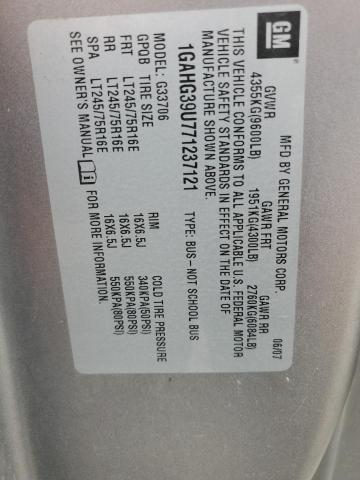 GM
MFD BY GENERAL MOTORS CORP. 06/07
GVWR GAWR FRT GAWR RR
4355KG(9600LB) 1951KG(4300LB) 2760KG(6084LB)
THIS VEHICLE CONFORMS TO ALL APPLICABLE U.S. FEDERAL MOTOR
VEHICLE SAFETY STANDARDS IN EFFECT ON THE DATE OF
MANUFACTURE SHOWN ABOVE.
1GAHG39U771237121 TYPE: BUS-NOT SCHOOL BUS
MODEL: G33706
GPQB TIRE SIZE RIM COLD TIRE PRESSURE
FRT LT245/75R16E 16X6.5J 340KPA(50PSI)
RR LT245/75R16E 16X6.5J 550KPA(80PSI)
SPA LT245/75R16E 16X6.5J 550KPA(80PSI)
SEE OWNER'S MANUAL FOR MORE INFORMATION.